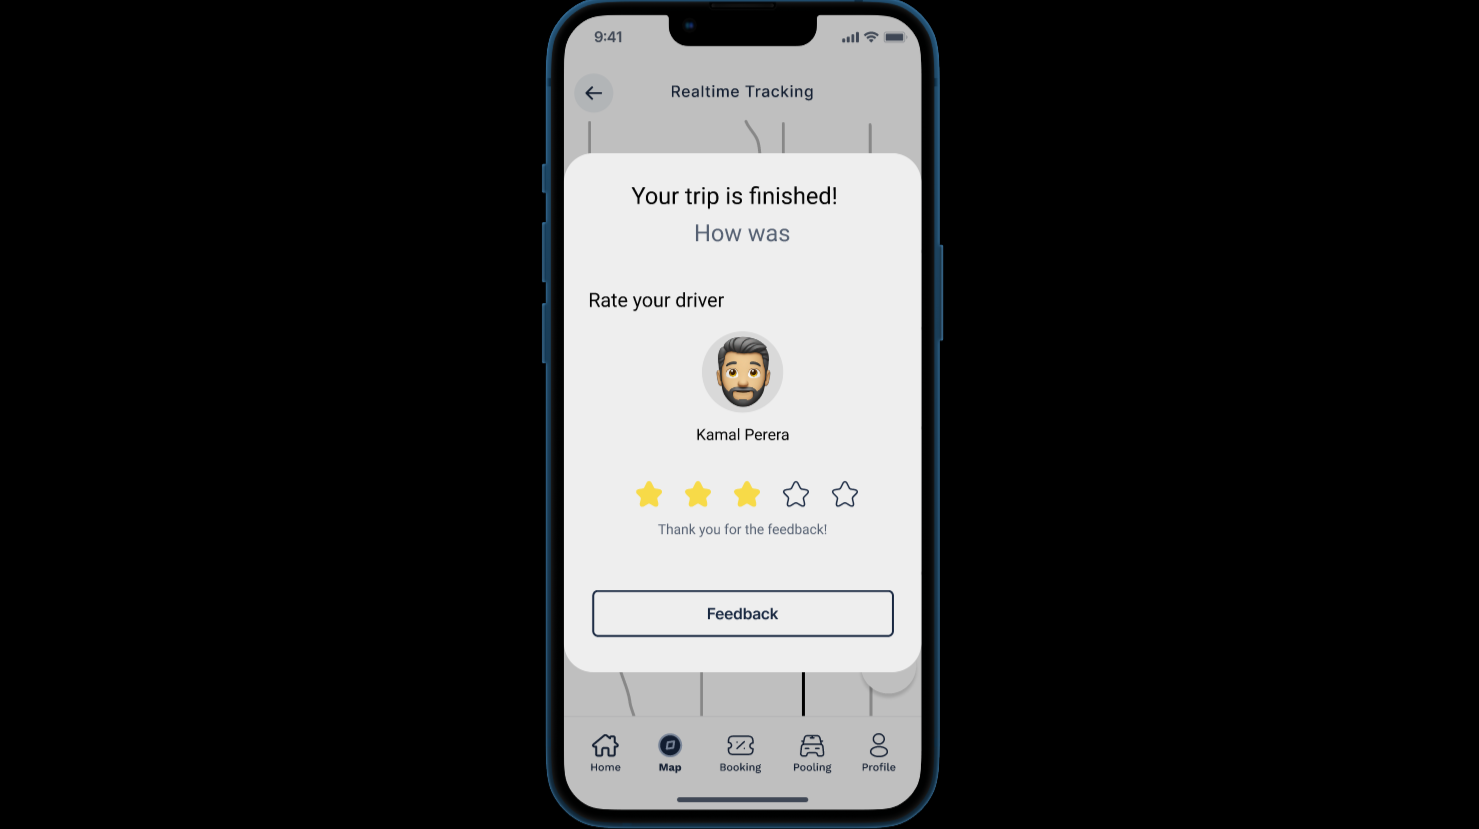 9:41
Realtime Tracking
Your trip is finished!
How was
Rate your driver
Kamal Perera
Thank you for the feedback!
Feedback
Home Map Booking Pooling Profile